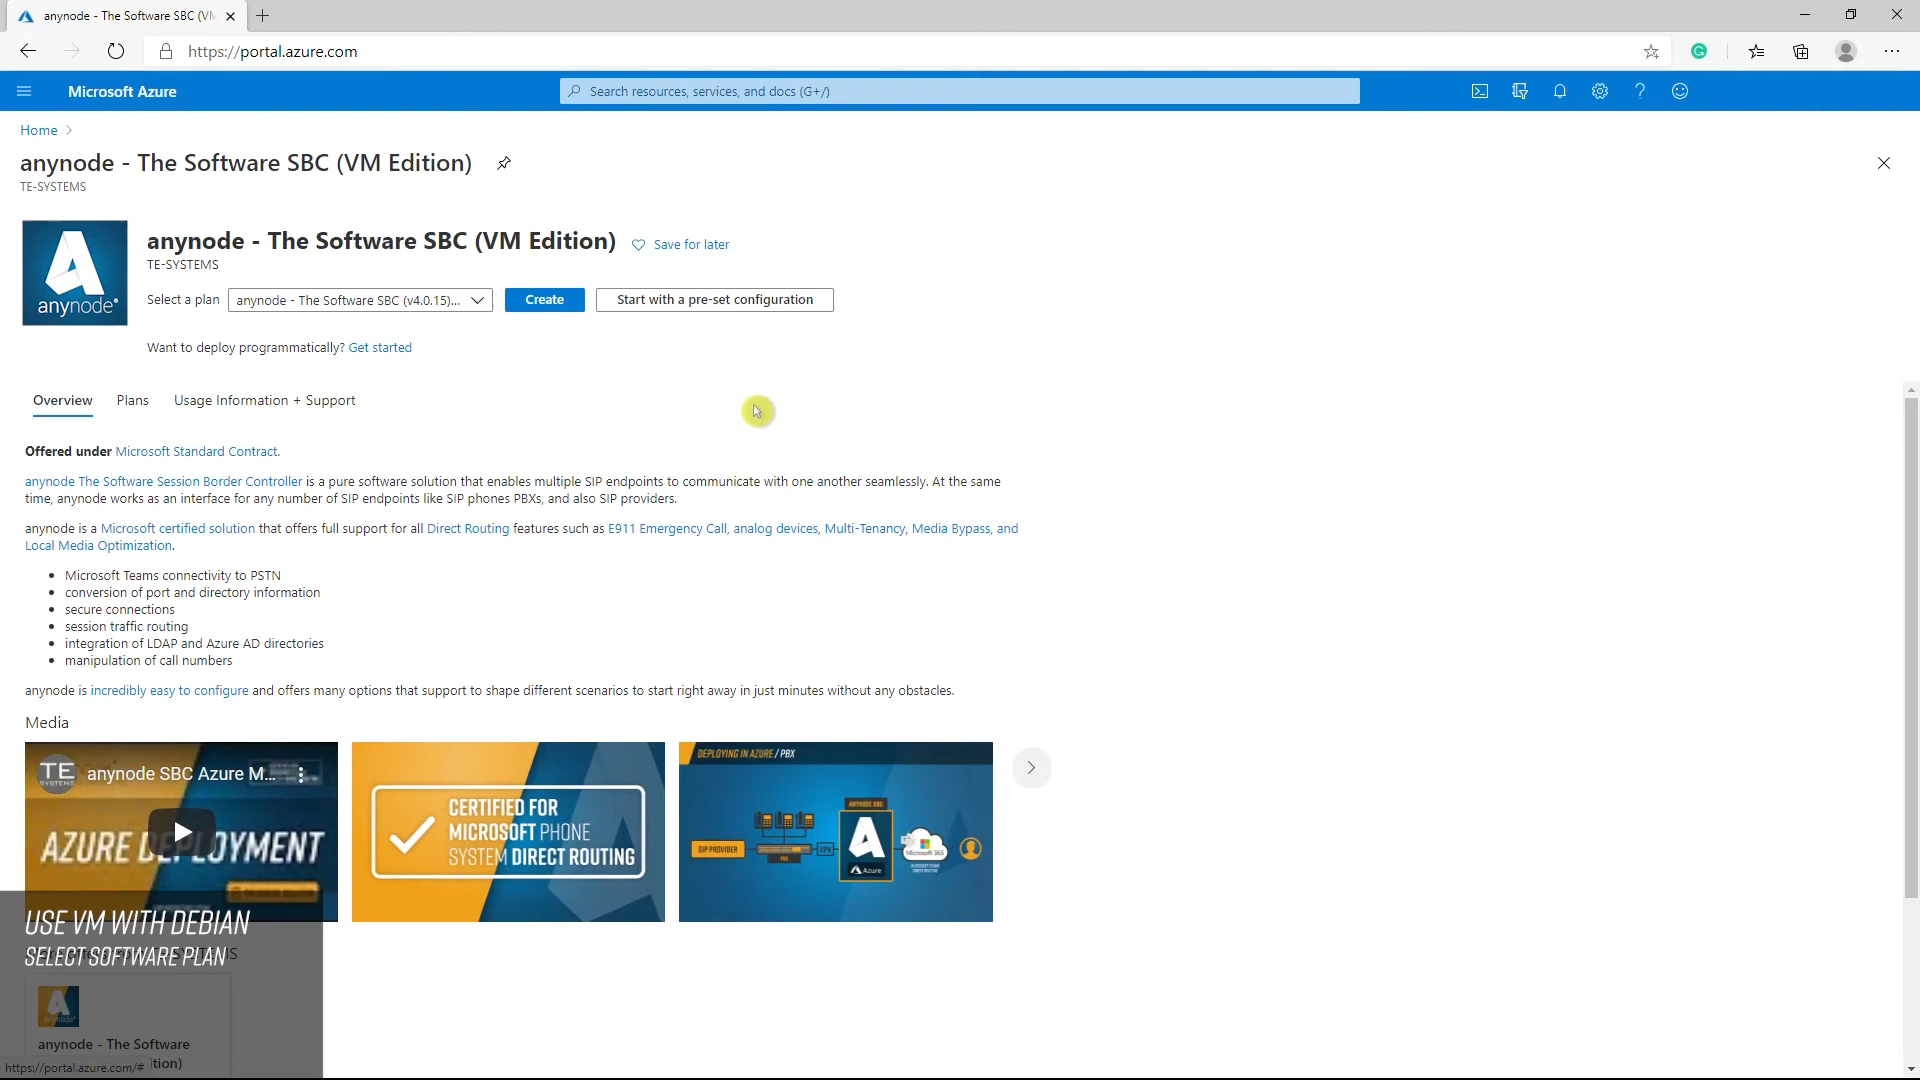 anynode - The Software SBC (VM
https://portal.azure.com
Microsoft Azure
Search resources, services, and docs (G+/)
Home
anynode - The Software SBC (VM Edition)
TE-SYSTEMS
anynode
anynode - The Software SBC (VM Edition)
Save for later
TE-SYSTEMS
Select a plan
anynode - The Software SBC (v4.0.15)...
Create
Start with a pre-set configuration
Want to deploy programmatically? Get started
Overview
Plans
Usage Information + Support
Offered under Microsoft Standard Contract.
anynode The Software Session Border Controller is a pure software solution that enables multiple SIP endpoints to communicate with one another seamlessly. At the same
time, anynode works as an interface for any number of SIP endpoints like SIP phones PBXs, and also SIP providers.
anynode is a Microsoft certified solution that offers full support for all Direct Routing features such as E911 Emergency Call, analog devices, Multi-Tenancy, Media Bypass, and
Local Media Optimization.
• Microsoft Teams connectivity to PSTN
• conversion of port and directory information
• secure connections
• session traffic routing
• integration of LDAP and Azure AD directories
• manipulation of call numbers
anynode is incredibly easy to configure and offers many options that support to shape different scenarios to start right away in just minutes without any obstacles.
Media
TE
SYSTEMS
anynode SBC Azure M...
AZURE DEPLOYMENT
CERTIFIED FOR
MICROSOFT PHONE
SYSTEM DIRECT ROUTING
DEPLOYING IN AZURE / PBX
ANYNODE SBC
SIP PROVIDER
PBX
VPN
Azure
Microsoft 365
USE VM WITH DEBIAN
SELECT SOFTWARE PLAN
anynode - The Software
ition)
https://portal.azure.com/#